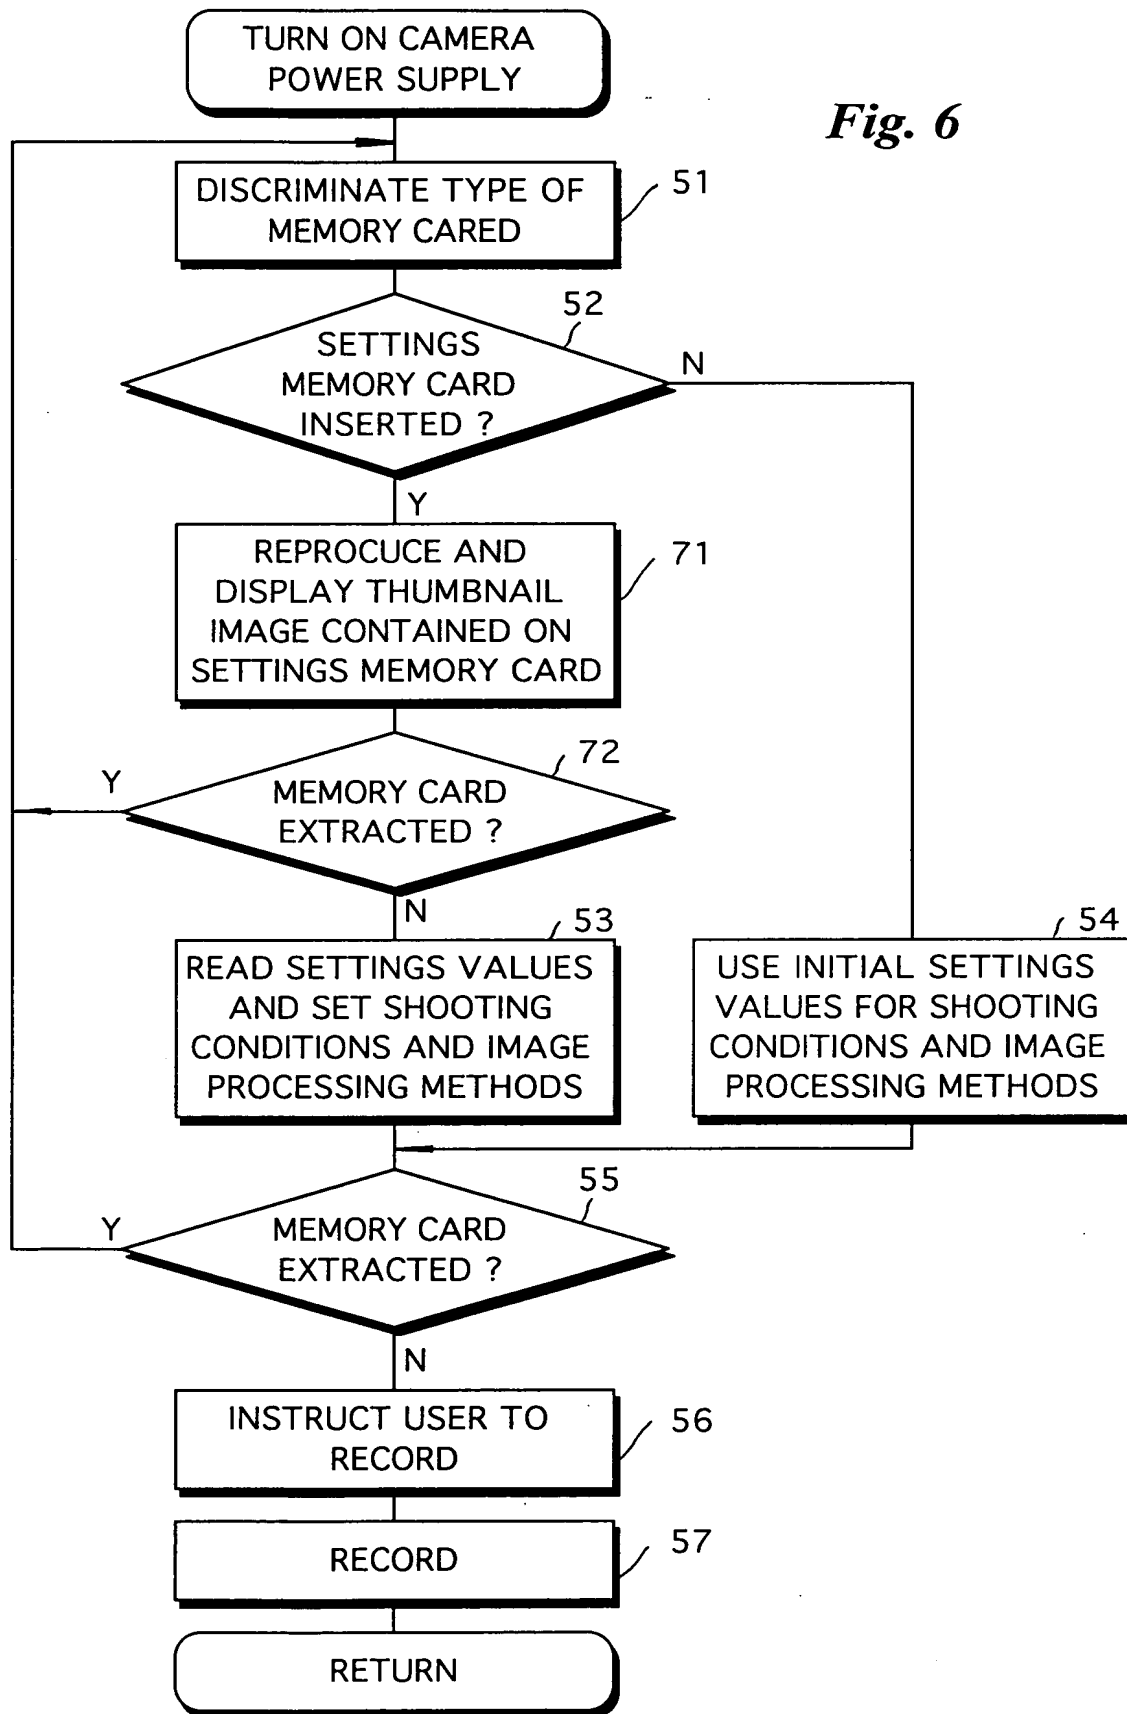 TURN ON CAMERA
POWER SUPPLY
Fig. 6
DISCRIMINATE TYPE OF
MEMORY CARED
51
52
SETTINGS
MEMORY CARD
INSERTED ?
N
Y
REPROCUCE AND
DISPLAY THUMBNAIL
IMAGE CONTAINED ON
SETTINGS MEMORY CARD
71
72
Y
MEMORY CARD
EXTRACTED ?
N
53
READ SETTINGS VALUES
AND SET SHOOTING
CONDITIONS AND IMAGE
PROCESSING METHODS
54
USE INITIAL SETTINGS
VALUES FOR SHOOTING
CONDITIONS AND IMAGE
PROCESSING METHODS
55
Y
MEMORY CARD
EXTRACTED ?
N
INSTRUCT USER TO
RECORD
56
RECORD
57
RETURN